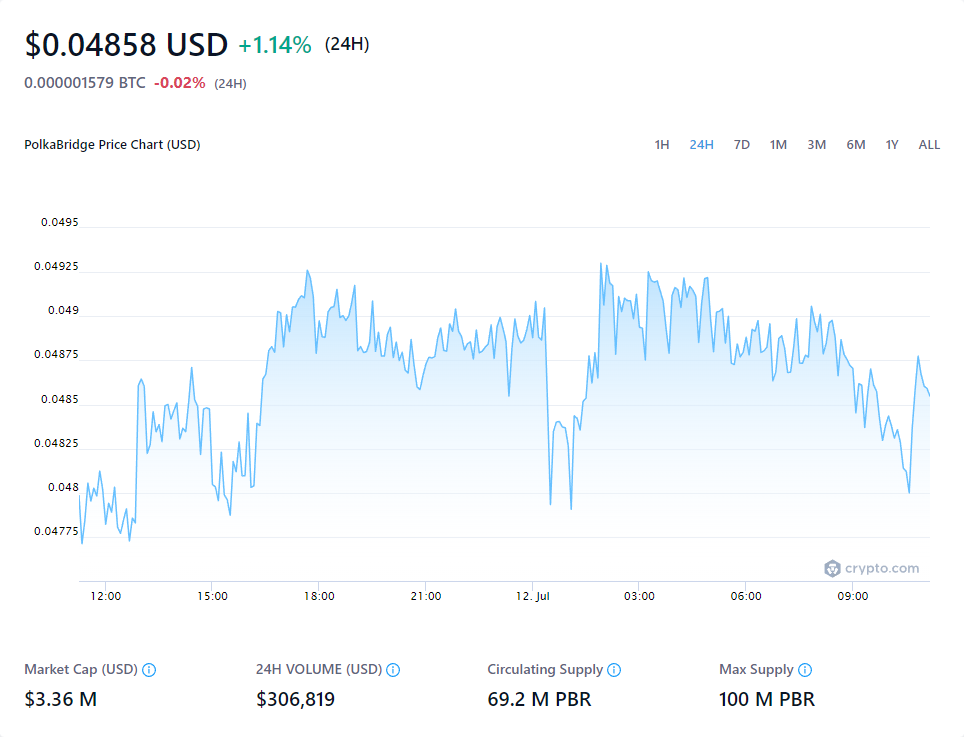 $0.04858 USD +1.14% (24H)
0.000001579 BTC -0.02% (24H)
PolkaBridge Price Chart (USD) 1H 24H 7D 1M 3M 6M 1Y ALL
0.0495
0.04925
0.049
0.04875
0.0485
0.04825
0.048
0.04775
crypto.com
12:00 15:00 18:00 21:00 12. Jul 03:00 06:00 09:00
Market Cap (USD) 24H VOLUME (USD) Circulating Supply Max Supply
$3.36 M $306,819 69.2 M PBR 100 M PBR